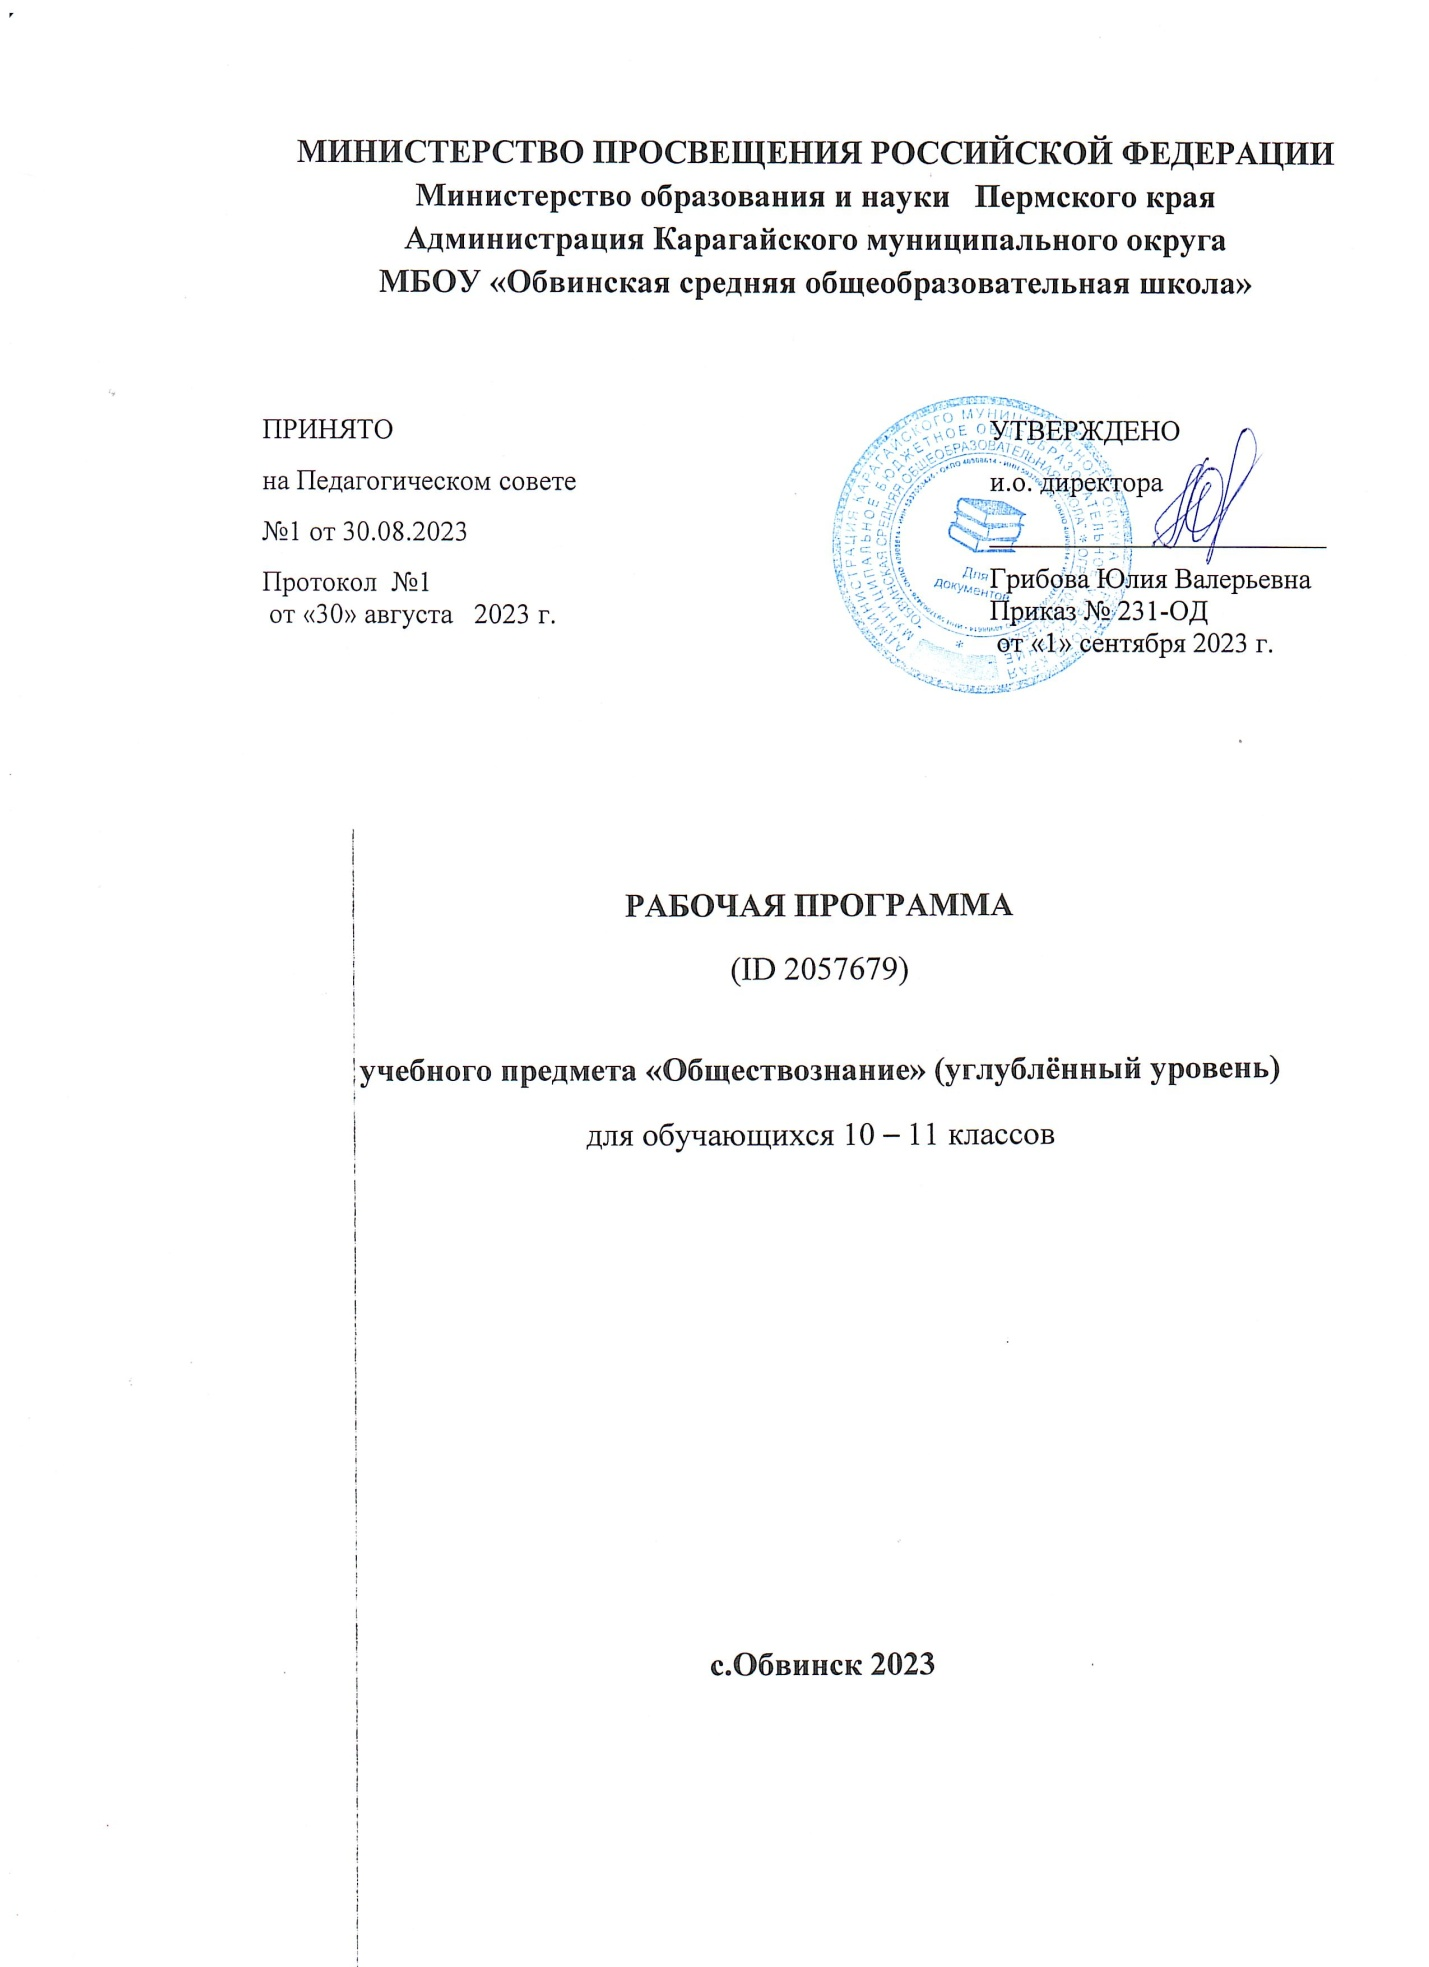 МИНИСТЕРСТВО ПРОСВЕЩЕНИЯ РОССИЙСКОЙ ФЕДЕРАЦИИ
Министерство образования и науки Пермского края
Администрация Карагайского муниципального округа
МБОУ «Обвинская средняя общеобразовательная школа»
ПРИНЯТО
на Педагогическом совете
№1 от 30.08.2023
Протокол №1
от «30» августа 2023 г.
УТВЕРЖДЕНО
и.о. директора
Грибова Юлия Валерьевна
Приказ № 231-ОД
от «1» сентября 2023 г.
Для
документов
РАБОЧАЯ ПРОГРАММА
(ID 2057679)
учебного предмета «Обществознание» (углублённый уровень)
для обучающихся 10 – 11 классов
с.Обвинск 2023